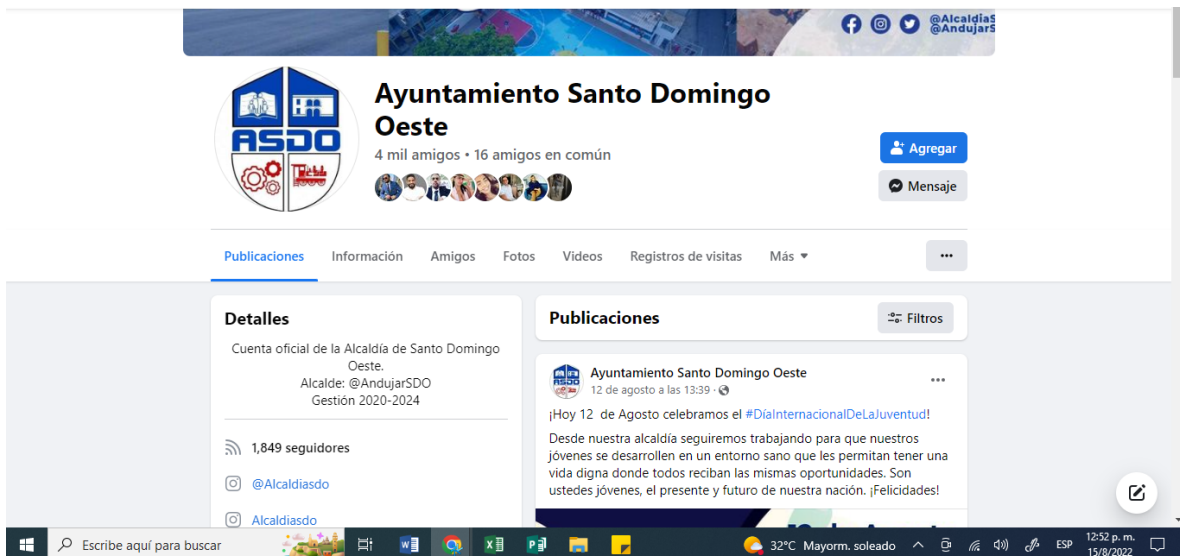 @AlcaldiaS
@AndujarS
ASDO
Ayuntamiento Santo Domingo
Oeste
4 mil amigos • 16 amigos en común
Agregar
Mensaje
Publicaciones Información Amigos Fotos Videos Registros de visitas Más
Detalles
Cuenta oficial de la Alcaldía de Santo Domingo
Oeste.
Alcalde: @AndujarSDO
Gestión 2020-2024
1,849 seguidores
@Alcaldiasdo
Alcaldiasdo
Publicaciones
Filtros
ASDO
Ayuntamiento Santo Domingo Oeste
12 de agosto a las 13:39 ·
¡Hoy 12 de Agosto celebramos el #DíaInternacionalDeLaJuventud!
Desde nuestra alcaldía seguiremos trabajando para que nuestros
jóvenes se desarrollen en un entorno sano que les permitan tener una
vida digna donde todos reciban las mismas oportunidades. Son
ustedes jóvenes, el presente y futuro de nuestra nación. ¡Felicidades!
Escribe aquí para buscar
32°C Mayorm. soleado
ESP
12:52 p. m.
15/8/2022